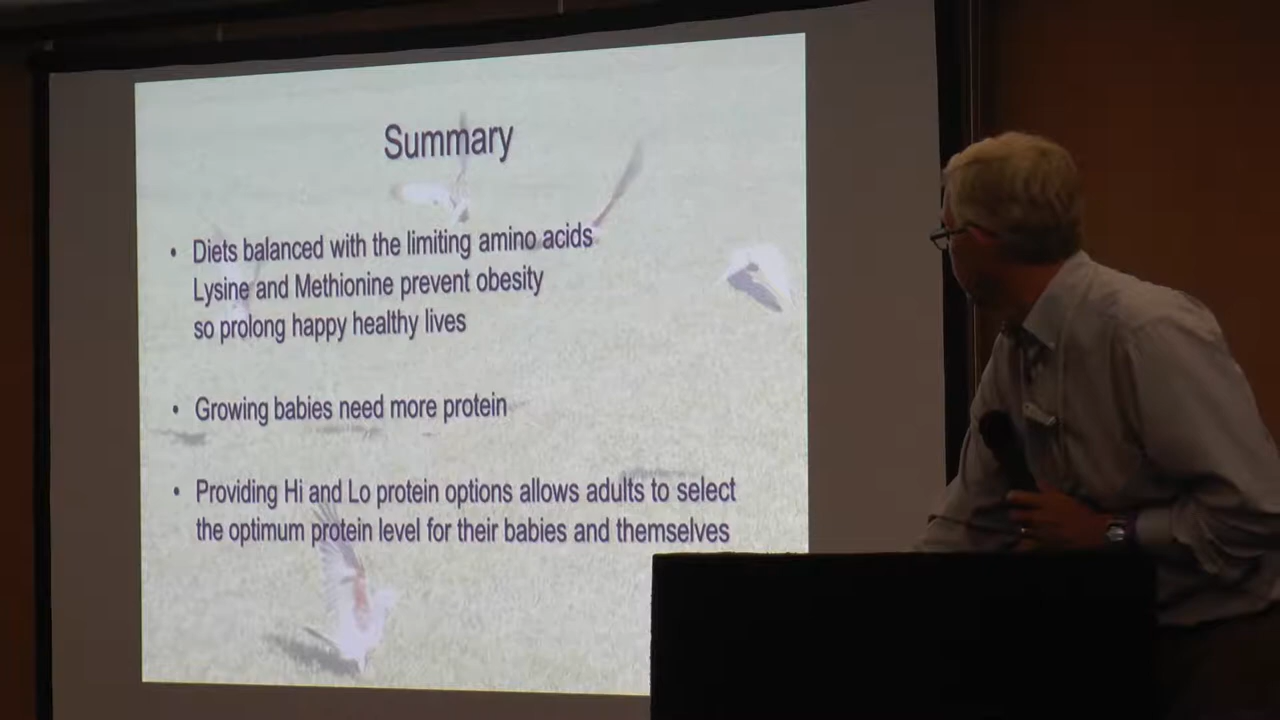 Summary
• Diets balanced with the limiting amino acids
Lysine and Methionine prevent obesity
so prolong happy healthy lives
• Growing babies need more protein
• Providing Hi and Lo protein options allows adults to select
the optimum protein level for their babies and themselves